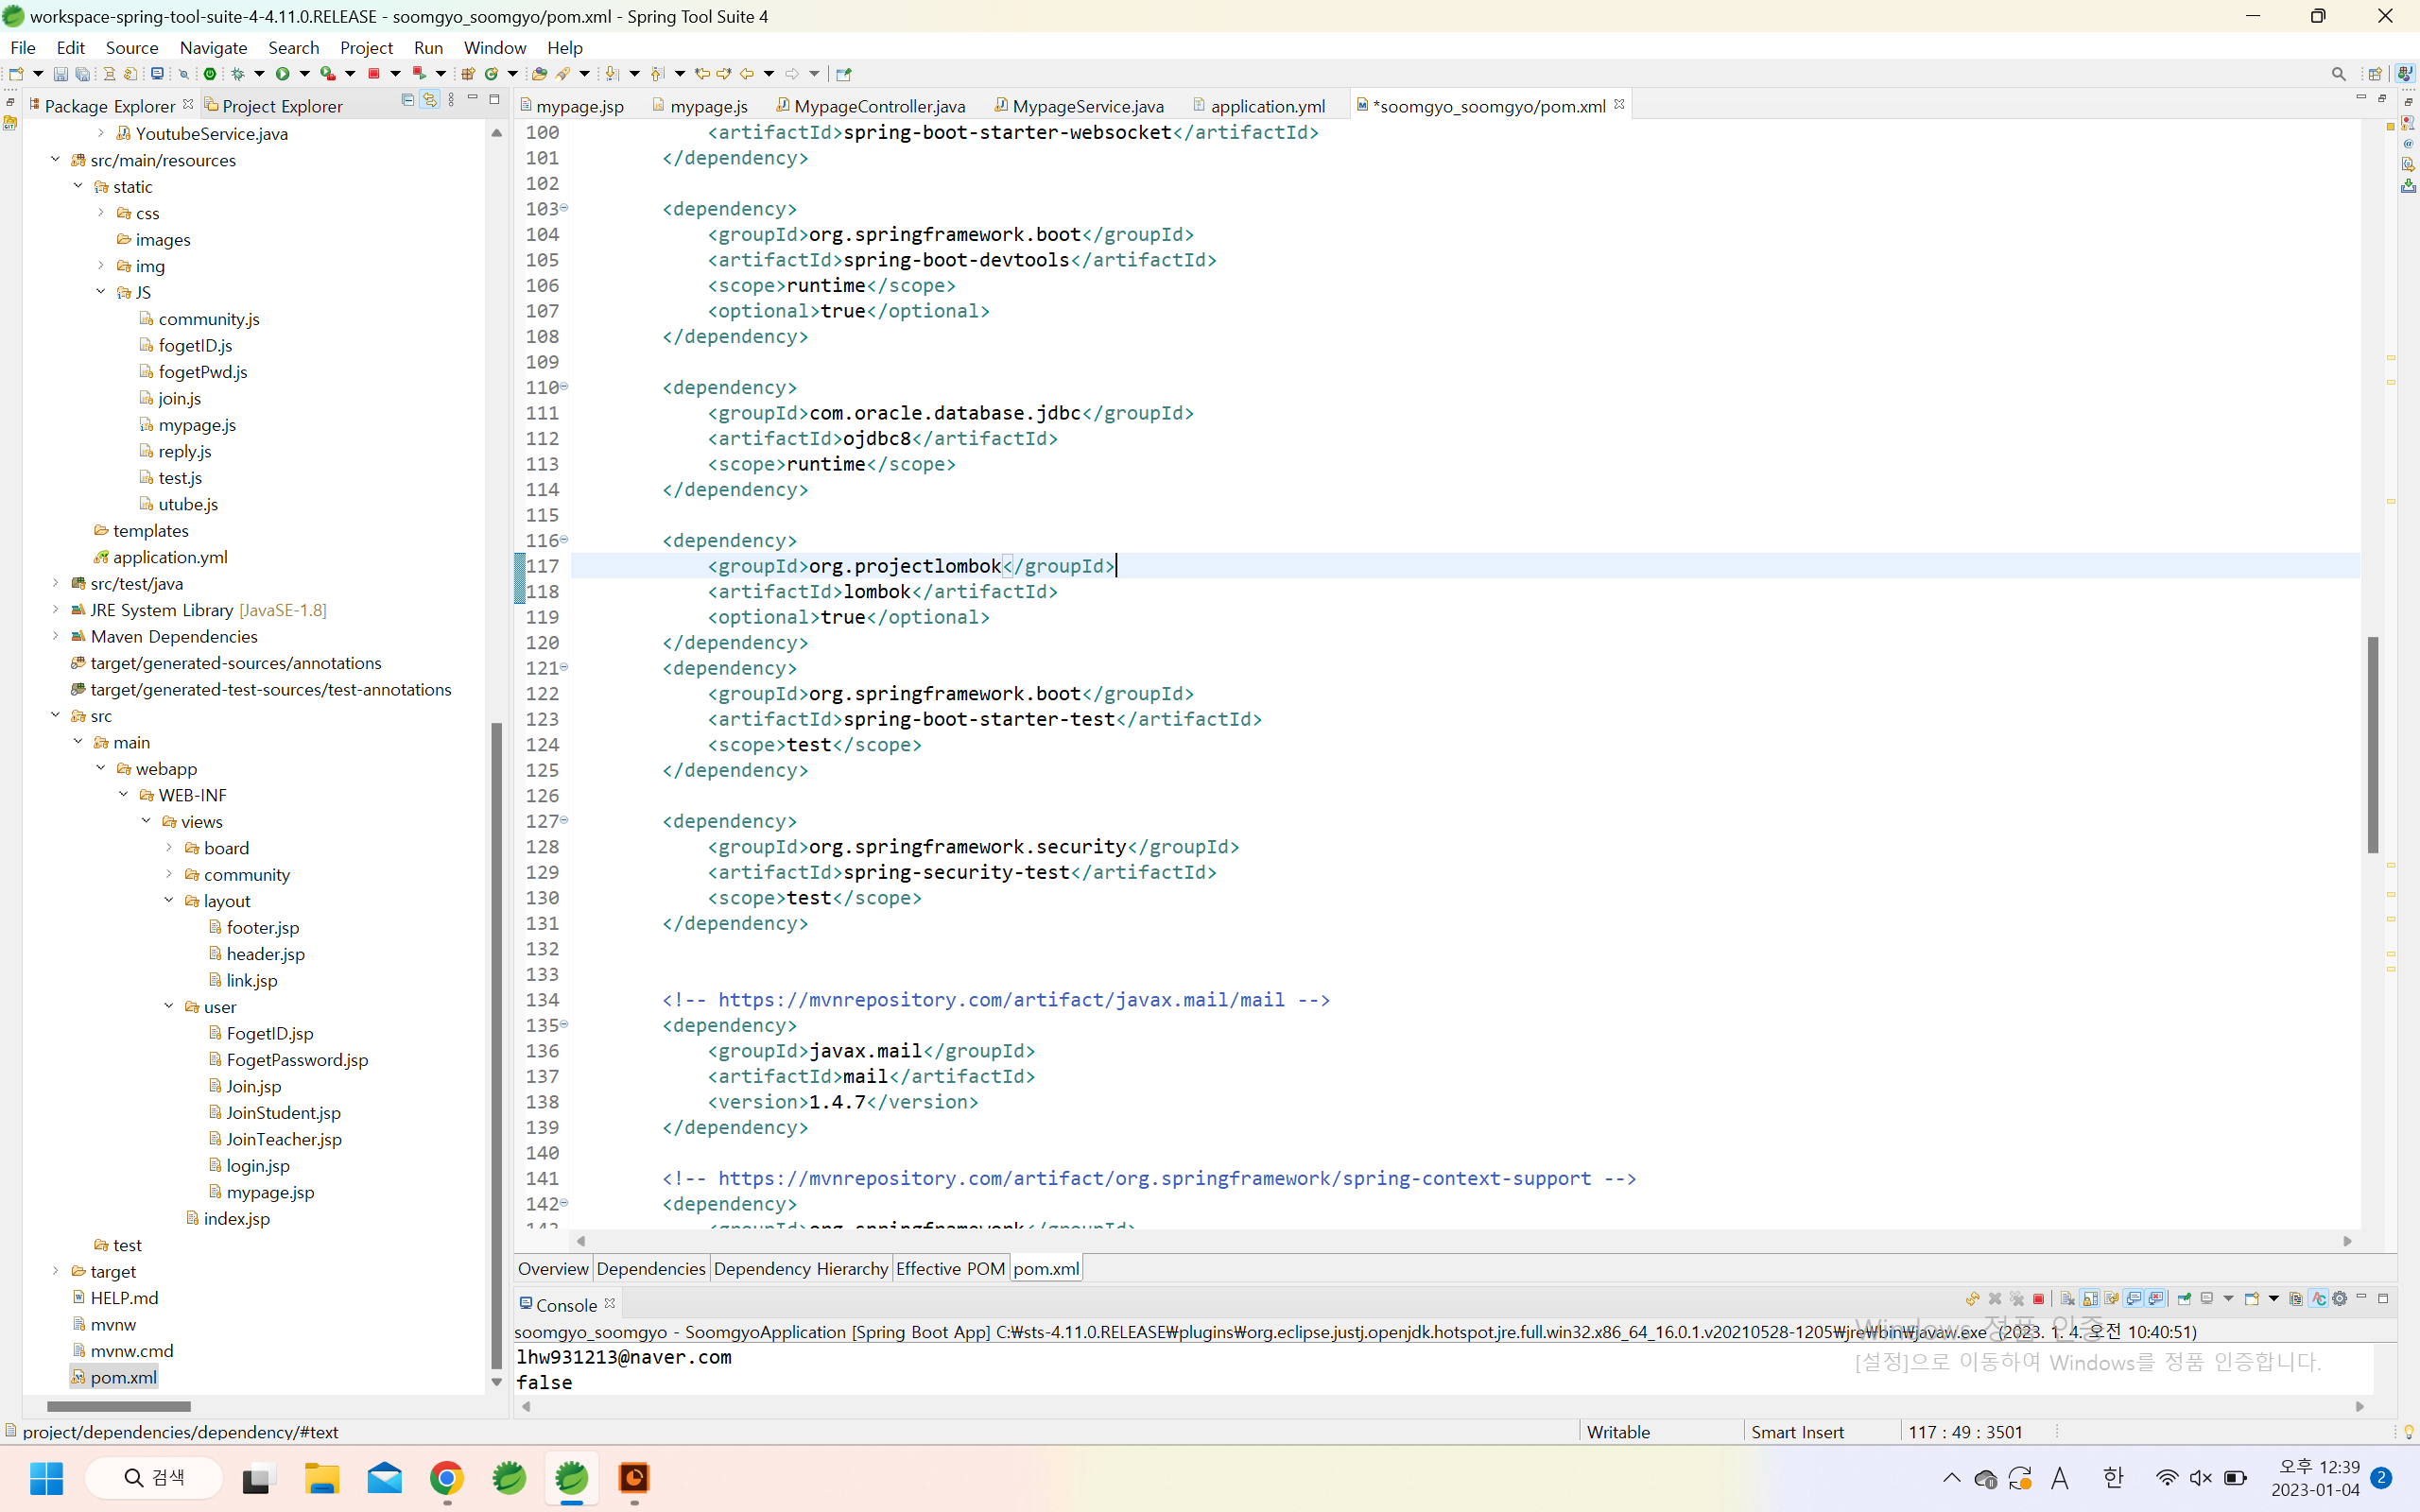 workspace-spring-tool-suite-4-4.11.0.RELEASE - soomgyo_soomgyo/pom.xml - Spring Tool Suite 4
File Edit Source Navigate Search Project Run Window Help
Package Explorer Project Explorer
YoutubeService.java
src/main/resources
static
css
images
img
JS
community.js
fogetID.js
fogetPwd.js
join.js
mypage.js
reply.js
test.js
utube.js
templates
application.yml
src/test/java
JRE System Library [JavaSE-1.8]
Maven Dependencies
target/generated-sources/annotations
target/generated-test-sources/test-annotations
src
main
webapp
WEB-INF
views
board
community
layout
footer.jsp
header.jsp
link.jsp
user
FogetID.jsp
FogetPassword.jsp
Join.jsp
JoinStudent.jsp
JoinTeacher.jsp
login.jsp
mypage.jsp
index.jsp
test
target
HELP.md
mvnw
mvnw.cmd
pom.xml
mypage.jsp mypage.js MypageController.java MypageService.java application.yml *soomgyo_soomgyo/pom.xml
100 <artifactId>spring-boot-starter-websocket</artifactId>
101 </dependency>
102
103 <dependency>
104 <groupId>org.springframework.boot</groupId>
105 <artifactId>spring-boot-devtools</artifactId>
106 <scope>runtime</scope>
107 <optional>true</optional>
108 </dependency>
109
110 <dependency>
111 <groupId>com.oracle.database.jdbc</groupId>
112 <artifactId>ojdbc8</artifactId>
113 <scope>runtime</scope>
114 </dependency>
115
116 <dependency>
117 <groupId>org.projectlombok</groupId>
118 <artifactId>lombok</artifactId>
119 <optional>true</optional>
120 </dependency>
121 <dependency>
122 <groupId>org.springframework.boot</groupId>
123 <artifactId>spring-boot-starter-test</artifactId>
124 <scope>test</scope>
125 </dependency>
126
127 <dependency>
128 <groupId>org.springframework.security</groupId>
129 <artifactId>spring-security-test</artifactId>
130 <scope>test</scope>
131 </dependency>
132
133
134 <!-- https://mvnrepository.com/artifact/javax.mail/mail -->
135 <dependency>
136 <groupId>javax.mail</groupId>
137 <artifactId>mail</artifactId>
138 <version>1.4.7</version>
139 </dependency>
140
141 <!-- https://mvnrepository.com/artifact/org.springframework/spring-context-support -->
142 <dependency>
143 <groupId>org.springframework</groupId>
Overview Dependencies Dependency Hierarchy Effective POM pom.xml
Console
soomgyo_soomgyo - SoomgyoApplication [Spring Boot App] C:₩sts-4.11.0.RELEASE₩plugins₩org.eclipse.justj.openjdk.hotspot.jre.full.win32.x86_64_16.0.1.v20210528-1205₩jre₩bin₩javaw.exe (2023. 1. 4. 오전 10:40:51)
lhw931213@naver.com
false
Windows 정품 인증
[설정]으로 이동하여 Windows를 정품 인증합니다.
project/dependencies/dependency/#text Writable Smart Insert 117 : 49 : 3501
검색 A 한 오후 12:39 2
2023-01-04